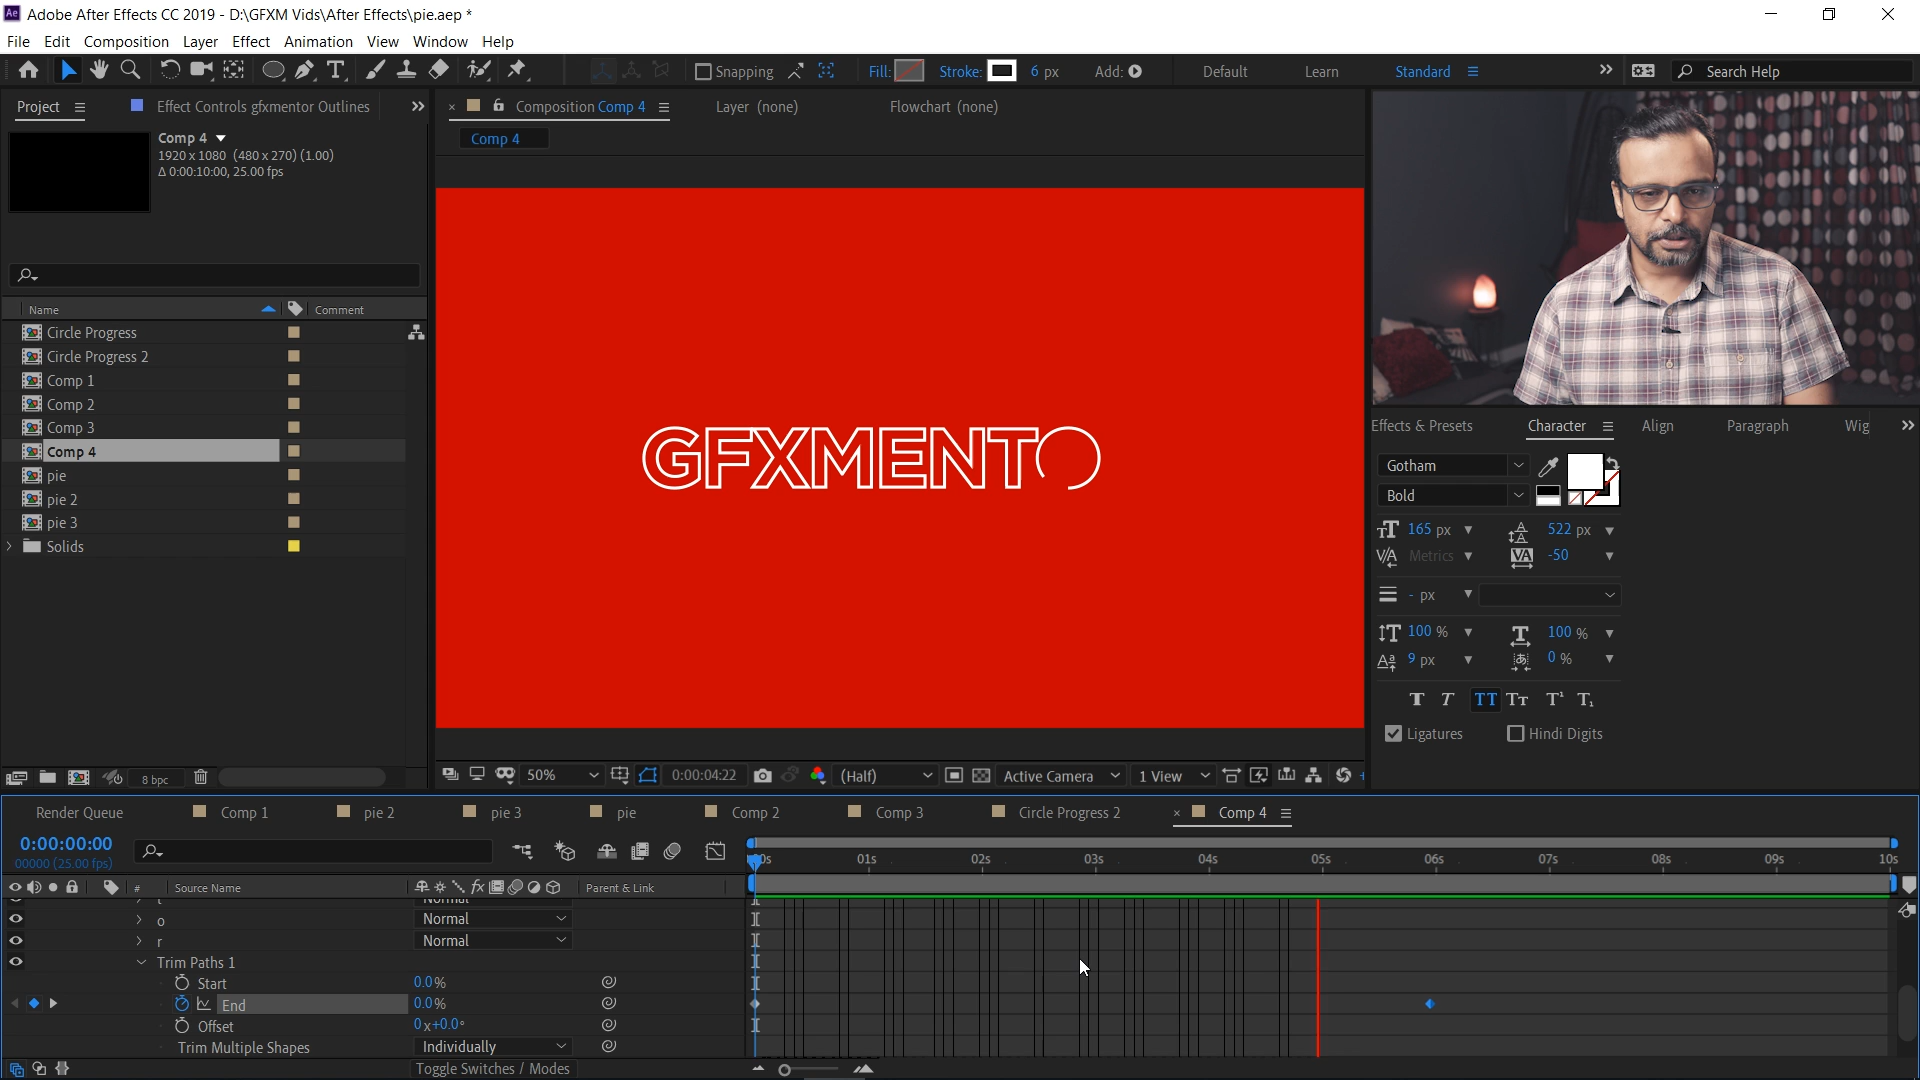 Ae Adobe After Effects CC 2019 - D:\GFXM Vids\After Effects\pie.aep *
File Edit Composition Layer Effect Animation View Window Help
Snapping Fill: Stroke: 6 px Add: Default Learn Standard Search Help
Project Effect Controls gfxmentor Outlines Composition Comp 4 Layer (none) Flowchart (none)
Comp 4
Comp 4
1920 x 1080 (480 x 270) (1.00)
Δ 0:00:10:00, 25.00 fps
Name Comment
Circle Progress
Circle Progress 2
Comp 1
Comp 2
Comp 3
Comp 4
pie
pie 2
pie 3
Solids
8 bpc
GFXMENTO
50% 0:00:04:22 (Half) Active Camera 1 View
Effects & Presets Character Align Paragraph Wig
Gotham
Bold
165 px 522 px
Metrics -50
- px
100 % 100 %
9 px 0 %
T T TT Tt T¹ T₁
Ligatures Hindi Digits
Render Queue Comp 1 pie 2 pie 3 pie Comp 2 Comp 3 Circle Progress 2 Comp 4
0:00:00:00
00000 (25.00 fps)
01s 02s 03s 04s 05s 06s 07s 08s 09s 10s
# Source Name Parent & Link
o Normal
r Normal
Trim Paths 1
Start 0.0%
End 0.0%
Offset 0x+0.0°
Trim Multiple Shapes Individually
Toggle Switches / Modes